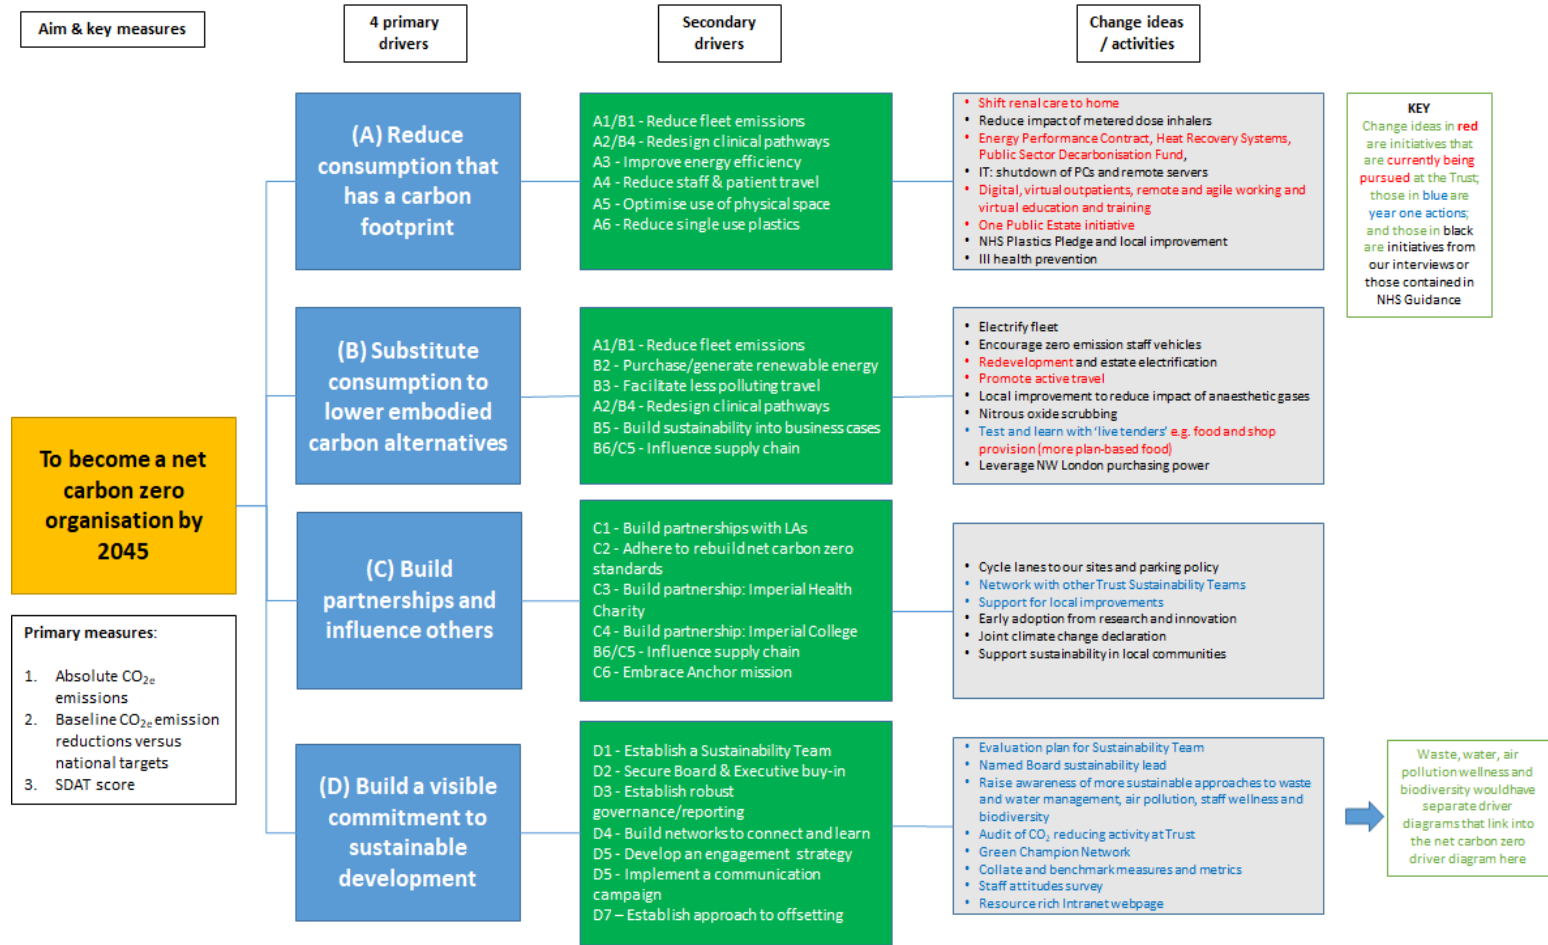 Aim & key measures
4 primary
drivers
Secondary
drivers
Change ideas
/ activities
(A) Reduce
consumption that
has a carbon
footprint
A1/B1 - Reduce fleet emissions
A2/B4 - Redesign clinical pathways
A3 - Improve energy efficiency
A4 - Reduce staff & patient travel
A5 - Optimise use of physical space
A6 - Reduce single use plastics
• Shift renal care to home
• Reduce impact of metered dose inhalers
• Energy Performance Contract, Heat Recovery Systems,
Public Sector Decarbonisation Fund,
• IT: shutdown of PCs and remote servers
• Digital, virtual outpatients, remote and agile working and
virtual education and training
• One Public Estate initiative
• NHS Plastics Pledge and local improvement
• Ill health prevention
KEY
Change ideas in red
are initiatives that
are currently being
pursued at the Trust;
those in blue are
year one actions;
and those in black
are initiatives from
our interviews or
those contained in
NHS Guidance
(B) Substitute
consumption to
lower embodied
carbon alternatives
A1/B1 - Reduce fleet emissions
B2 - Purchase/generate renewable energy
B3 - Facilitate less polluting travel
A2/B4 - Redesign clinical pathways
B5 - Build sustainability into business cases
B6/C5 - Influence supply chain
• Electrify fleet
• Encourage zero emission staff vehicles
• Redevelopment and estate electrification
• Promote active travel
• Local improvement to reduce impact of anaesthetic gases
• Nitrous oxide scrubbing
• Test and learn with ‘live tenders’ e.g. food and shop
provision (more plan-based food)
• Leverage NW London purchasing power
To become a net
carbon zero
organisation by
2045
Primary measures:
1. Absolute CO2e
emissions
2. Baseline CO2e emission
reductions versus
national targets
3. SDAT score
(C) Build
partnerships and
influence others
C1 - Build partnerships with LAs
C2 - Adhere to rebuild net carbon zero
standards
C3 - Build partnership: Imperial Health
Charity
C4 - Build partnership: Imperial College
B6/C5 - Influence supply chain
C6 - Embrace Anchor mission
• Cycle lanes to our sites and parking policy
• Network with other Trust Sustainability Teams
• Support for local improvements
• Early adoption from research and innovation
• Joint climate change declaration
• Support sustainability in local communities
(D) Build a visible
commitment to
sustainable
development
D1 - Establish a Sustainability Team
D2 - Secure Board & Executive buy-in
D3 - Establish robust
governance/reporting
D4 - Build networks to connect and learn
D5 - Develop an engagement strategy
D5 - Implement a communication
campaign
D7 – Establish approach to offsetting
• Evaluation plan for Sustainability Team
• Named Board sustainability lead
• Raise awareness of more sustainable approaches to waste
and water management, air pollution, staff wellness and
biodiversity
• Audit of CO2 reducing activity at Trust
• Green Champion Network
• Collate and benchmark measures and metrics
• Staff attitudes survey
• Resource rich Intranet webpage
Waste, water, air
pollution wellness and
biodiversity wouldhave
separate driver
diagrams that link into
the net carbon zero
driver diagram here